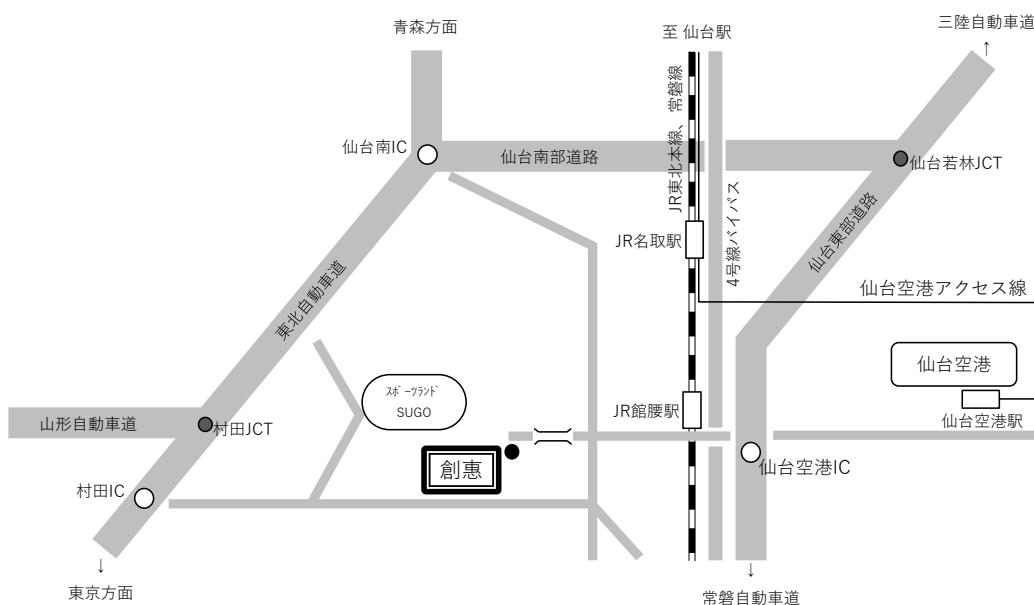 三陸自動車道
↑
青森方面
至 仙台駅
JR東北本線、常磐線
仙台南IC
仙台南部道路
仙台若林JCT
JR名取駅
4号線バイパス
仙台東部道路
東北自動車道
仙台空港アクセス線
仙台空港
ｽﾎﾟｰﾂﾗﾝﾄﾞ
SUGO
JR館腰駅
仙台空港駅
山形自動車道
村田JCT
創惠
仙台空港IC
村田IC
↓
東京方面
↓
常磐自動車道